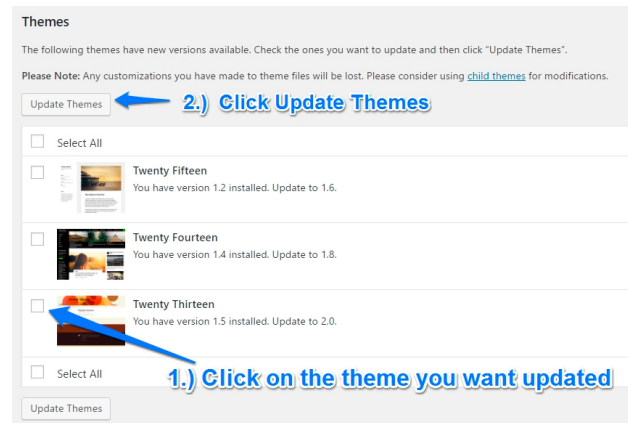 Themes
The following themes have new versions available. Check the ones you want to update and then click “Update Themes”.
Please Note: Any customizations you have made to theme files will be lost. Please consider using child themes for modifications.
Update Themes
2.) Click Update Themes
Select All
Twenty Fifteen
You have version 1.2 installed. Update to 1.6.
Twenty Fourteen
You have version 1.4 installed. Update to 1.8.
Twenty Thirteen
You have version 1.5 installed. Update to 2.0.
Select All
1.) Click on the theme you want updated
Update Themes